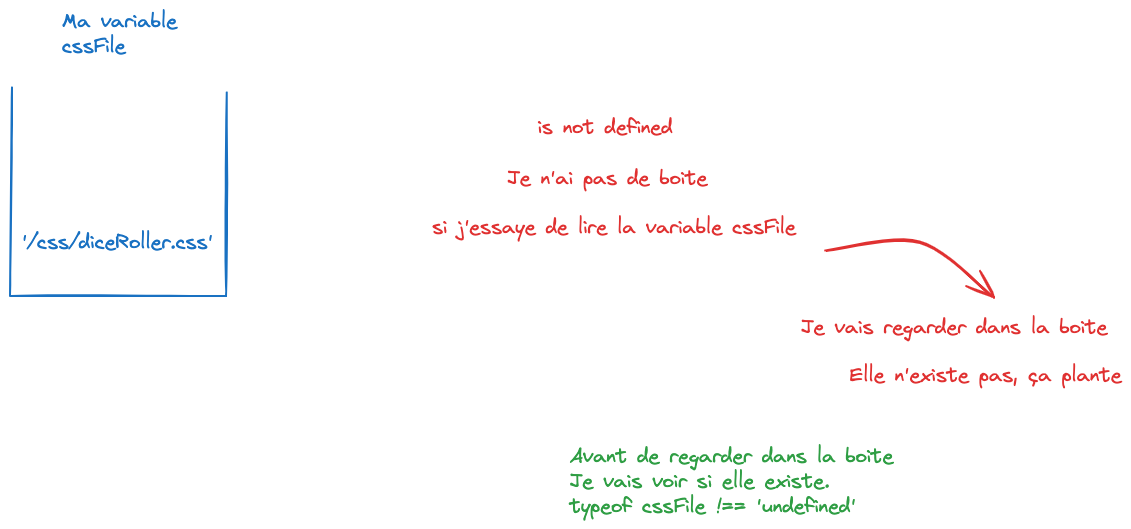 Ma variable
cssFile
'/css/diceRoller.css'
is not defined
Je n'ai pas de boite
si j'essaye de lire la variable cssFile
Je vais regarder dans la boite
Elle n'existe pas, ça plante
Avant de regarder dans la boite
Je vais voir si elle existe.
typeof cssFile !== 'undefined'